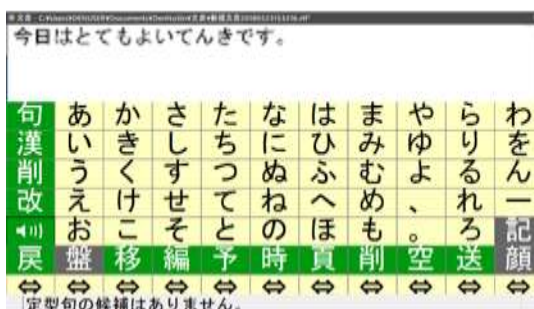 今日はとてもよいてんきです。
句 あ か さ た な は ま や ら わ
漢 い き し ち に ひ み ゆ り を
削 う く す つ ぬ ふ む よ る ん
改 え け せ て ね へ め 、 れ ー
お こ そ と の ほ も 。 ろ 記
戻 盤 移 編 予 時 頁 削 空 送 顔
⇔ ⇔ ⇔ ⇔ ⇔ ⇔ ⇔ ⇔ ⇔ ⇔ ⇔
定型句の候補はありません。